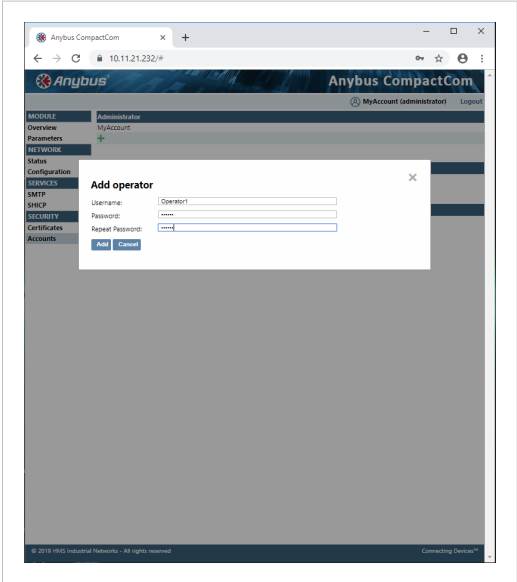 Anybus CompactCom
10.11.21.232/#
Anybus®
Anybus CompactCom
MyAccount (administrator) Logout
MODULE
Administrator
Overview
MyAccount
Parameters
NETWORK
Status
Configuration
SERVICES
SMTP
SHICP
SECURITY
Certificates
Accounts
Add operator
Username:
Operator1
Password:
••••••
Repeat Password:
••••••
Add Cancel
© 2019 HMS Industrial Networks - All rights reserved
Connecting Devices™